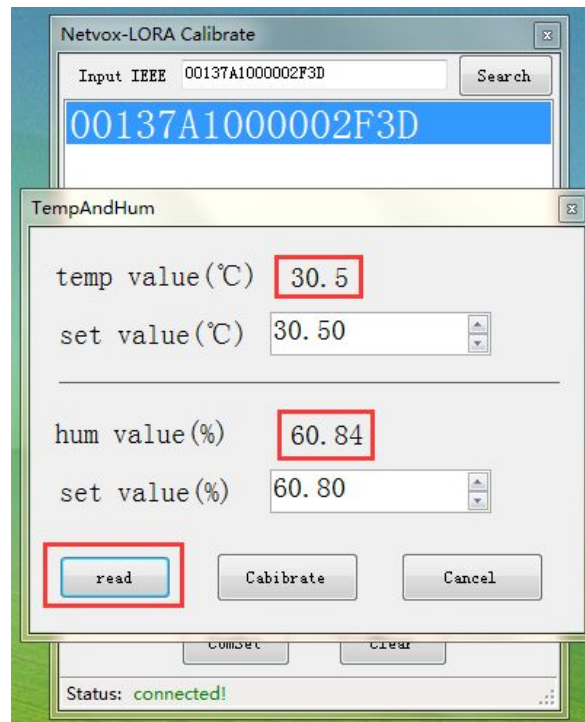 Netvox-LORA Calibrate
Input IEEE 00137A1000002F3D Search
00137A1000002F3D
TempAndHum
temp value(℃) 30.5
set value(℃) 30.50
hum value(%) 60.84
set value(%) 60.80
read Cabibrate Cancel
ComSet Clear
Status: connected!